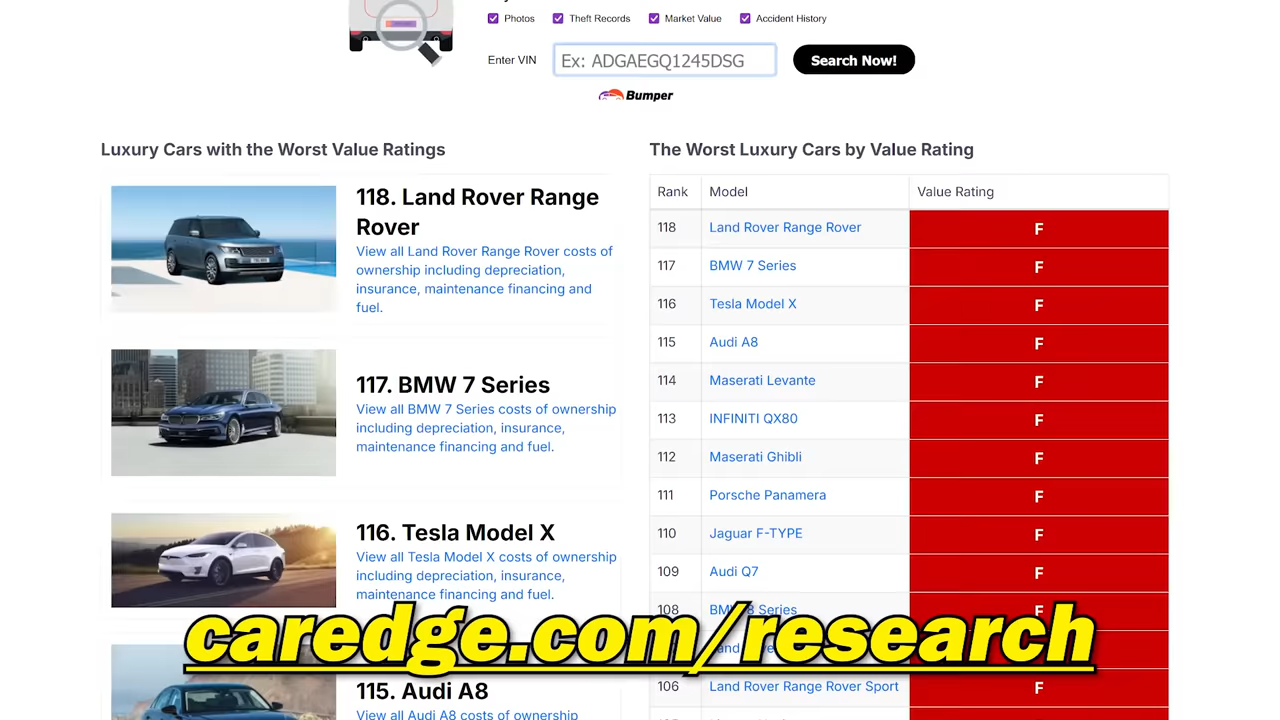 Photos Theft Records Market Value Accident History
Enter VIN Ex: ADGAEGQ1245DSG Search Now!
Bumper
Luxury Cars with the Worst Value Ratings
118. Land Rover Range
Rover
View all Land Rover Range Rover costs of
ownership including depreciation,
insurance, maintenance financing and
fuel.
117. BMW 7 Series
View all BMW 7 Series costs of ownership
including depreciation, insurance,
maintenance financing and fuel.
116. Tesla Model X
View all Tesla Model X costs of ownership
including depreciation, insurance,
maintenance financing and fuel.
115. Audi A8
View all Audi A8 costs of ownership
The Worst Luxury Cars by Value Rating
Rank Model Value Rating
118 Land Rover Range Rover F
117 BMW 7 Series F
116 Tesla Model X F
115 Audi A8 F
114 Maserati Levante F
113 INFINITI QX80 F
112 Maserati Ghibli F
111 Porsche Panamera F
110 Jaguar F-TYPE F
109 Audi Q7 F
108 BMW 8 Series F
106 Land Rover Range Rover Sport F
caredge.com/research